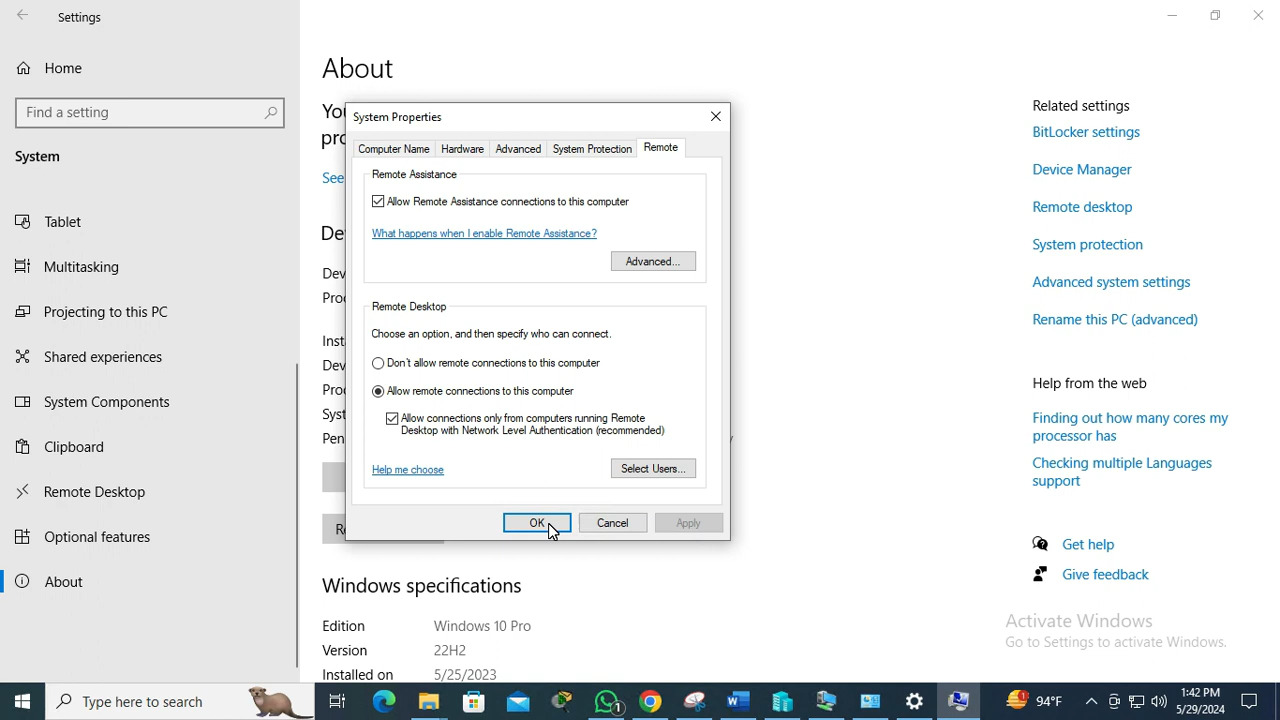 Settings
Home
Find a setting
System
Tablet
Multitasking
Projecting to this PC
Shared experiences
System Components
Clipboard
Remote Desktop
Optional features
About
About
You
pro
See
De
Devi
Proc
Inst
Devi
Proc
Syst
Pen
Re
System Properties
Computer Name Hardware Advanced System Protection Remote
Remote Assistance
Allow Remote Assistance connections to this computer
What happens when I enable Remote Assistance?
Advanced...
Remote Desktop
Choose an option, and then specify who can connect.
Don't allow remote connections to this computer
Allow remote connections to this computer
Allow connections only from computers running Remote
Desktop with Network Level Authentication (recommended)
Help me choose
Select Users...
OK Cancel Apply
Windows specifications
Edition Windows 10 Pro
Version 22H2
Installed on 5/25/2023
Related settings
BitLocker settings
Device Manager
Remote desktop
System protection
Advanced system settings
Rename this PC (advanced)
Help from the web
Finding out how many cores my
processor has
Checking multiple Languages
support
Get help
Give feedback
Activate Windows
Go to Settings to activate Windows.
Type here to search
1
94°F
1:42 PM
5/29/2024